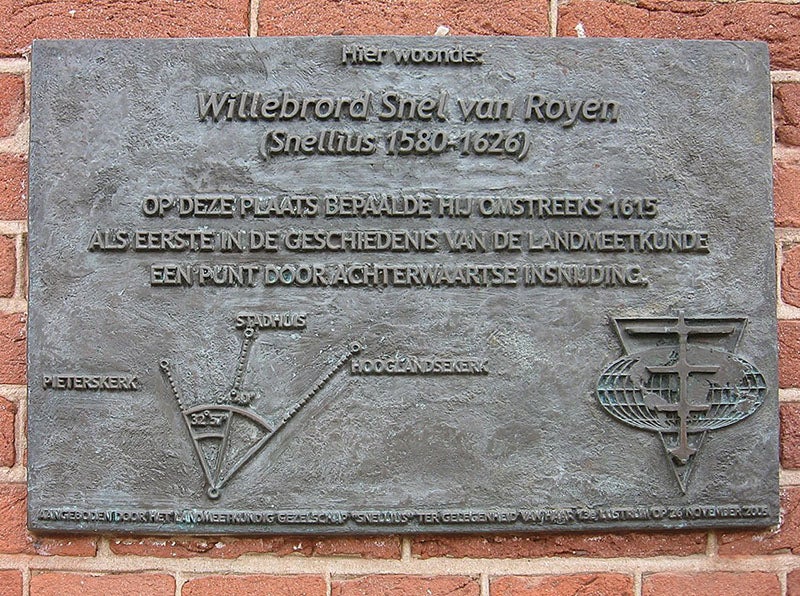 Hier woonde:
Willebrord Snel van Royen
(Snellius 1580-1626)
OP DEZE PLAATS BEPAALDE HIJ OMSTREEKS 1615
ALS EERSTE IN DE GESCHIEDENIS VAN DE LANDMEETKUNDE
EEN PUNT DOOR ACHTERWAARTSE INSNIJDING.
STADHUIS
HOOGLANDSEKERK
PIETERSKERK
AANGEBODEN DOOR HET LANDMEETKUNDIG GEZELSCHAP "SNELLIUS" TER GELEGENHEID VAN HAAR LUSTRUM OP 26 NOVEMBER 2005